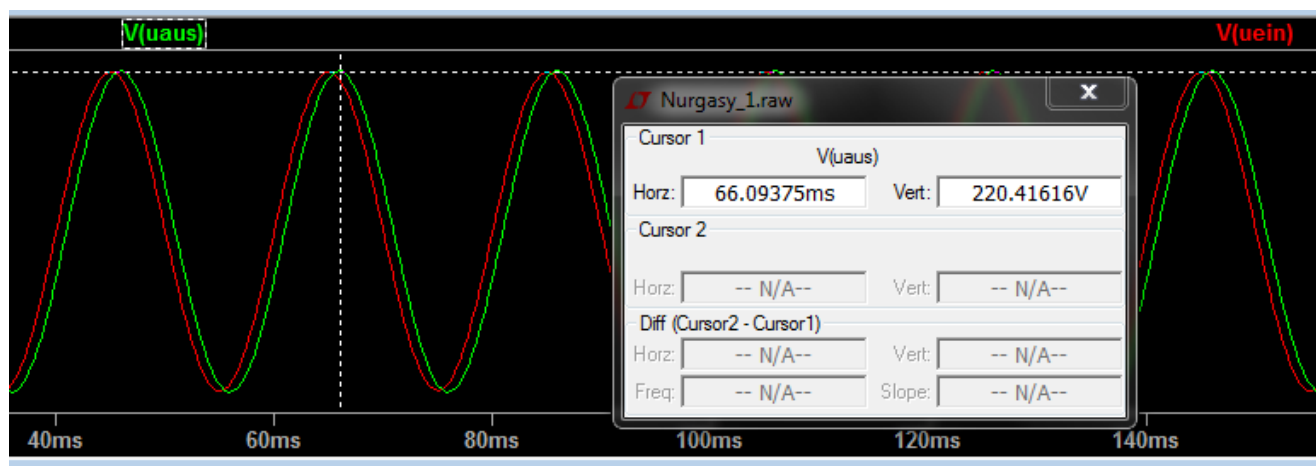 V(uaus) V(uein)
Nurgasy_1.raw X
Cursor 1
V(uaus)
Horz: 66.09375ms Vert: 220.41616V
Cursor 2
Horz: -- N/A-- Vert: -- N/A--
Diff (Cursor2 - Cursor1)
Horz: -- N/A-- Vert: -- N/A--
Freq: -- N/A-- Slope: -- N/A--
40ms 60ms 80ms 100ms 120ms 140ms